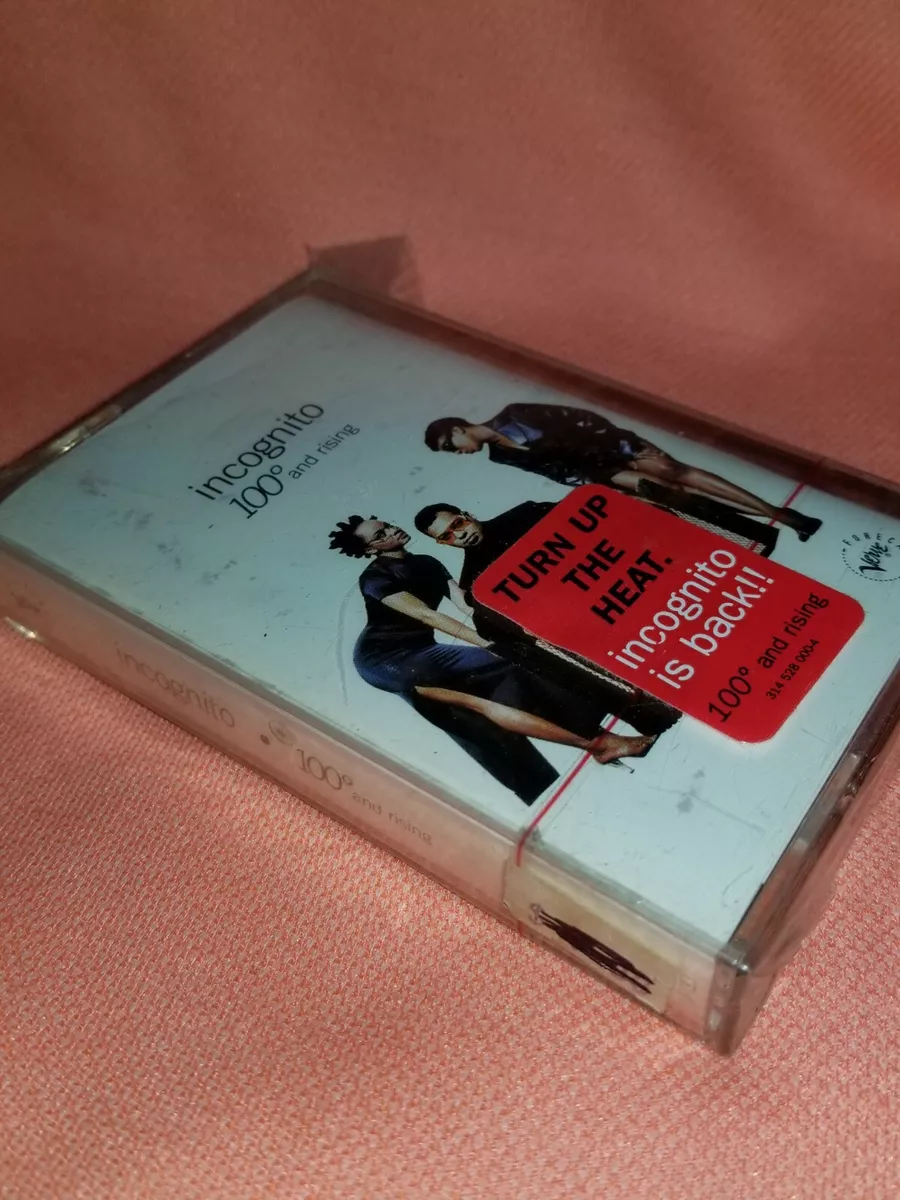 incognito
100° and rising
TURN UP
THE
HEAT.
incognito
is back!!
100° and rising
314 528 000-4
Verve
incognito
100° and rising